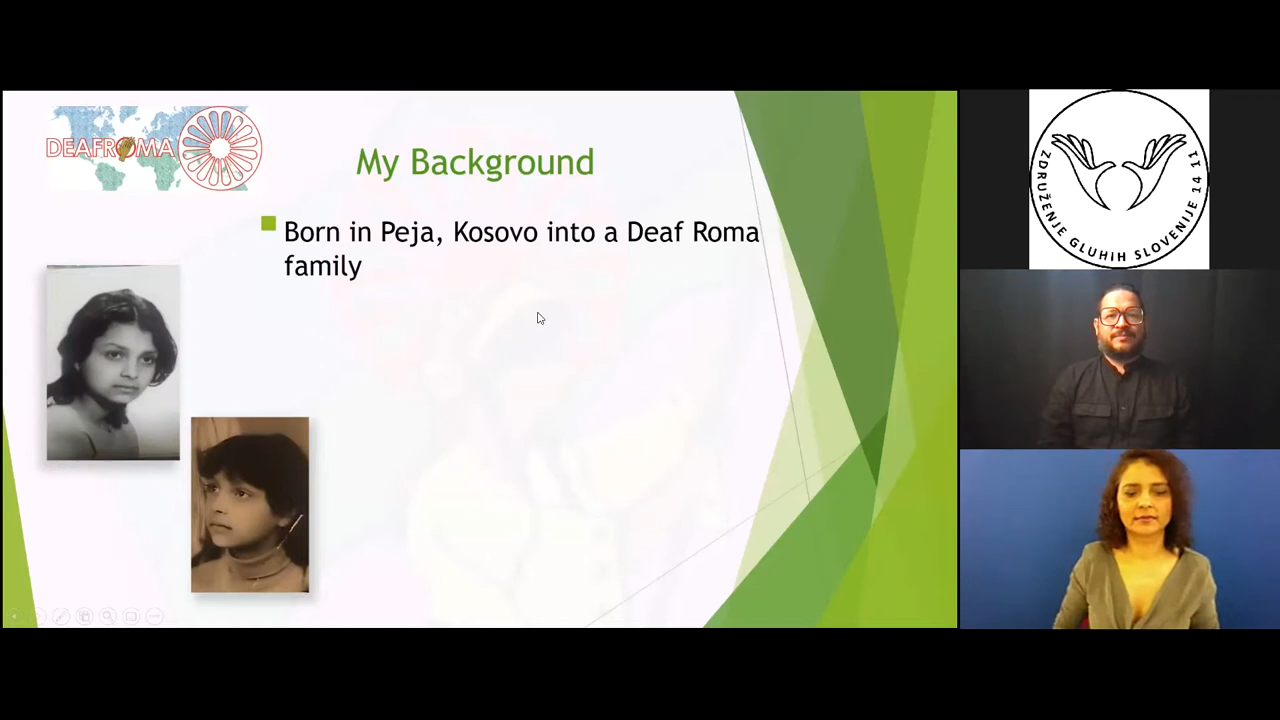 DEAFROMA
My Background
Born in Peja, Kosovo into a Deaf Roma
family
ZDRUŽENJE GLUHIH SLOVENIJE 14 11